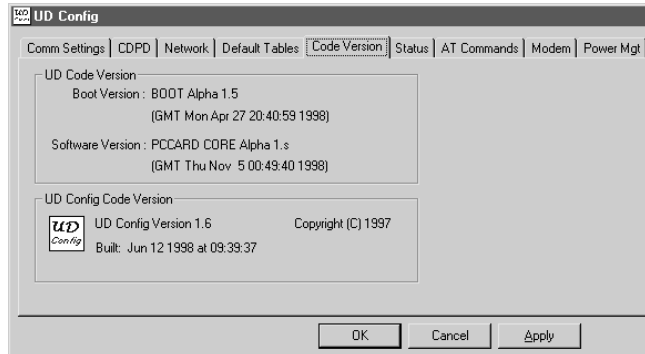 UD Config
Comm Settings CDPD Network Default Tables Code Version Status AT Commands Modem Power Mgt
UD Code Version
Boot Version : BOOT Alpha 1.5
(GMT Mon Apr 27 20:40:59 1998)
Software Version : PCCARD CORE Alpha 1.s
(GMT Thu Nov 5 00:49:40 1998)
UD Config Code Version
UD Config
UD Config Version 1.6 Copyright (C) 1997
Built: Jun 12 1998 at 09:39:37
OK Cancel Apply